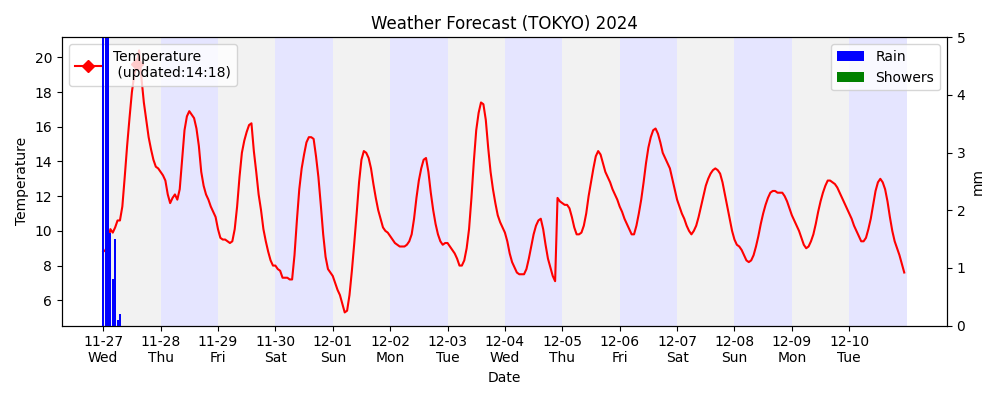 Weather Forecast (TOKYO) 2024
Temperature
(updated:14:18)
Rain
Showers
Temperature
20
18
16
14
12
10
8
6
5
4
3
2
1
0
mm
11-27 11-28 11-29 11-30 12-01 12-02 12-03 12-04 12-05 12-06 12-07 12-08 12-09 12-10
Wed Thu Fri Sat Sun Mon Tue Wed Thu Fri Sat Sun Mon Tue
Date